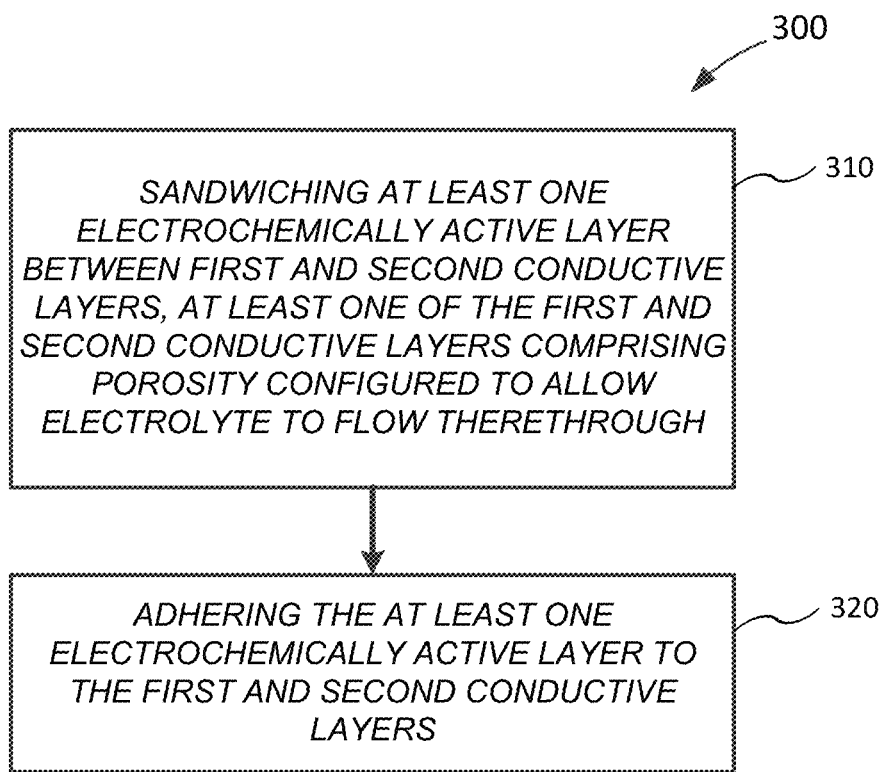 300
SANDWICHING AT LEAST ONE
ELECTROCHEMICALLY ACTIVE LAYER
BETWEEN FIRST AND SECOND CONDUCTIVE
LAYERS, AT LEAST ONE OF THE FIRST AND
SECOND CONDUCTIVE LAYERS COMPRISING
POROSITY CONFIGURED TO ALLOW
ELECTROLYTE TO FLOW THERETHROUGH
310
ADHERING THE AT LEAST ONE
ELECTROCHEMICALLY ACTIVE LAYER TO
THE FIRST AND SECOND CONDUCTIVE
LAYERS
320